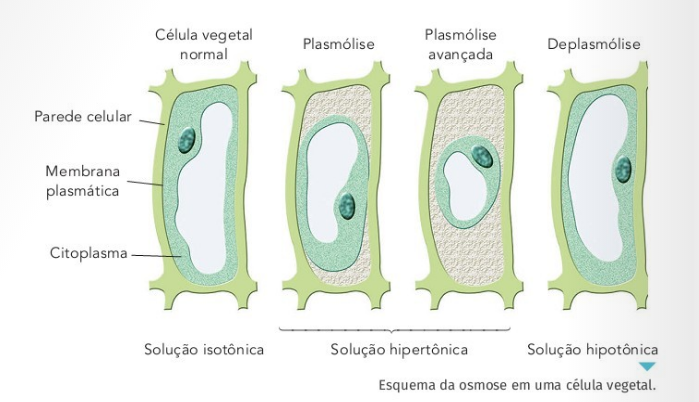 Célula vegetal
normal
Plasmólise
Plasmólise
avançada
Deplasmólise
Parede celular
Membrana
plasmática
Citoplasma
Solução isotônica
Solução hipertônica
Solução hipotônica
Esquema da osmose em uma célula vegetal.